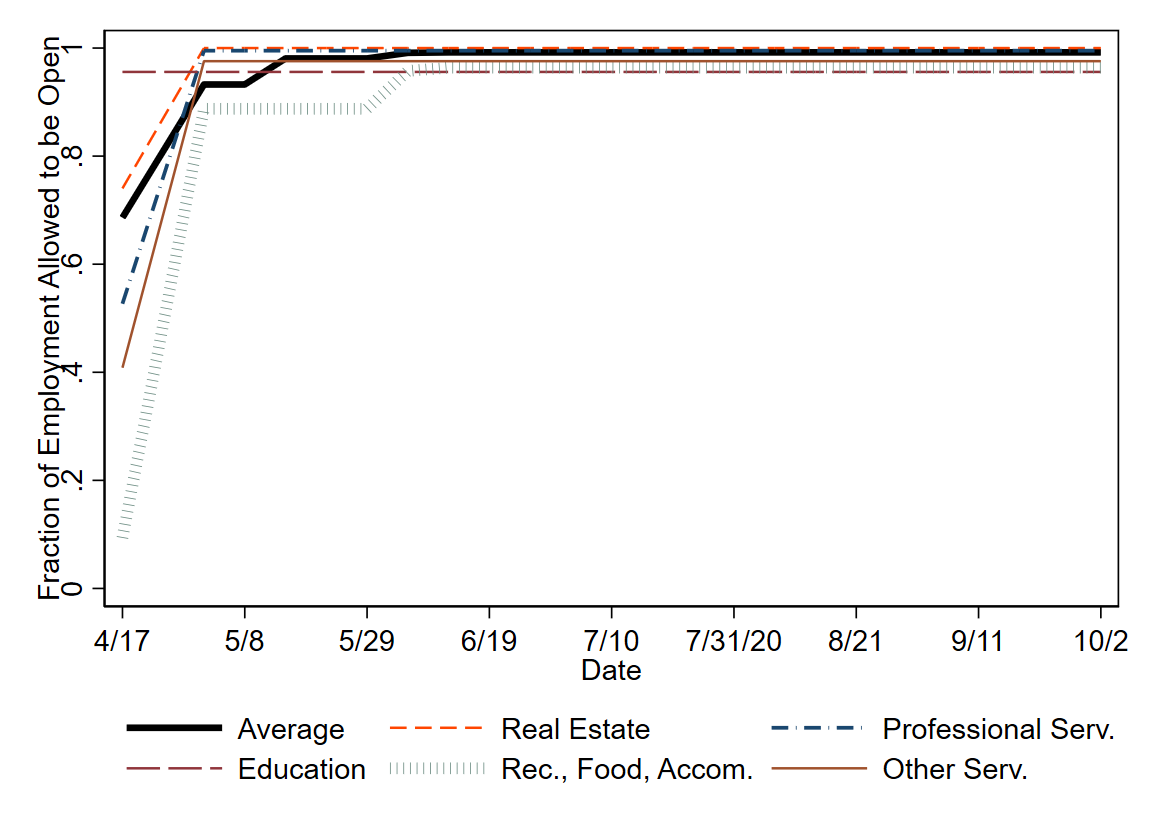 Fraction of Employment Allowed to be Open
1
.8
.6
.4
.2
0
4/17 5/8 5/29 6/19 7/10 7/31/20 8/21 9/11 10/2
Date
Average Real Estate Professional Serv.
Education Rec., Food, Accom. Other Serv.